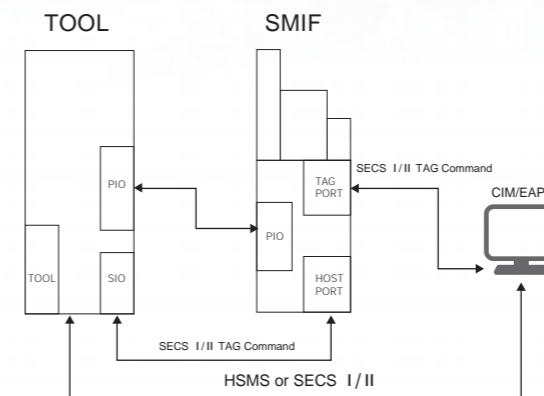 TOOL
SMIF
SECS I/II TAG Command
CIM/EAP
PIO
TAG
PORT
PIO
TOOL
SIO
HOST
PORT
SECS I/II TAG Command
HSMS or SECS I/II